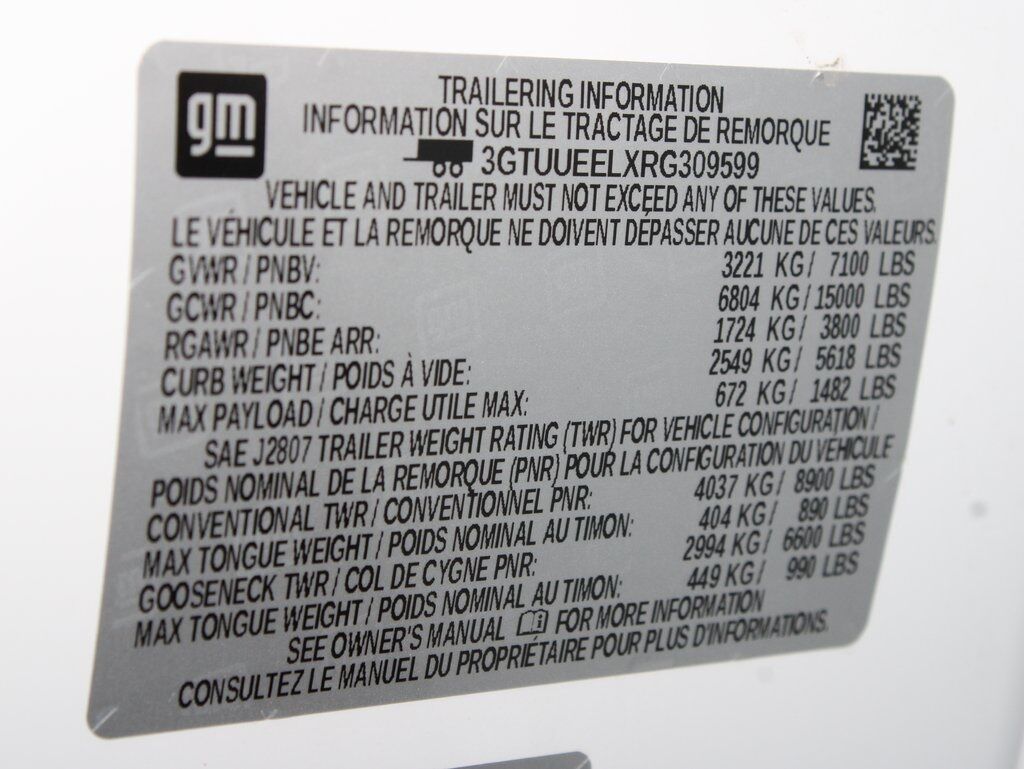 gm
TRAILERING INFORMATION
INFORMATION SUR LE TRACTAGE DE REMORQUE
3GTUUEELXRG309599
VEHICLE AND TRAILER MUST NOT EXCEED ANY OF THESE VALUES.
LE VÉHICULE ET LA REMORQUE NE DOIVENT DÉPASSER AUCUNE DE CES VALEURS.
GVWR / PNBV: 3221 KG / 7100 LBS
GCWR / PNBC: 6804 KG / 15000 LBS
RGAWR / PNBE ARR: 1724 KG / 3800 LBS
CURB WEIGHT / POIDS À VIDE: 2549 KG / 5618 LBS
MAX PAYLOAD / CHARGE UTILE MAX: 672 KG / 1482 LBS
SAE J2807 TRAILER WEIGHT RATING (TWR) FOR VEHICLE CONFIGURATION /
POIDS NOMINAL DE LA REMORQUE (PNR) POUR LA CONFIGURATION DU VÉHICULE
CONVENTIONAL TWR / CONVENTIONNEL PNR: 4037 KG / 8900 LBS
MAX TONGUE WEIGHT / POIDS NOMINAL AU TIMON: 404 KG / 890 LBS
GOOSENECK TWR / COL DE CYGNE PNR: 2994 KG / 6600 LBS
MAX TONGUE WEIGHT / POIDS NOMINAL AU TIMON: 449 KG / 990 LBS
SEE OWNER'S MANUAL FOR MORE INFORMATION
CONSULTEZ LE MANUEL DU PROPRIÉTAIRE POUR PLUS D'INFORMATIONS.